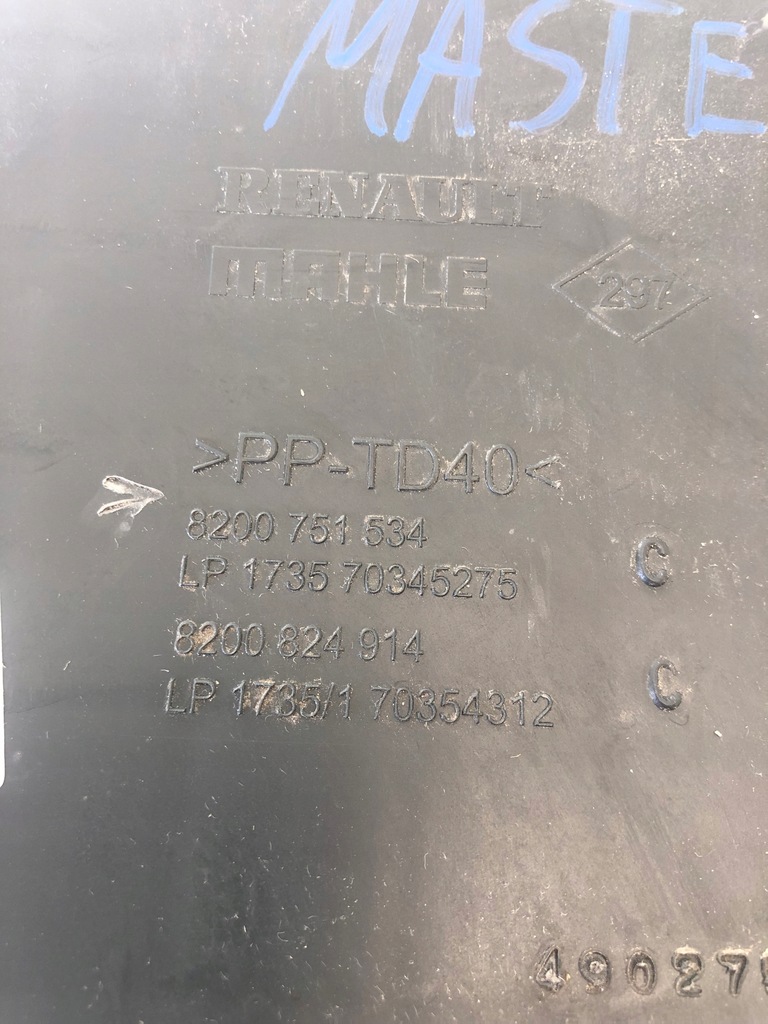 MASTE
RENAULT
MAHLE
297
>PP-TD40<
8200 751 534
LP 1735 70345275 C
8200 824 914
LP 1735/1 70354312 C
49027